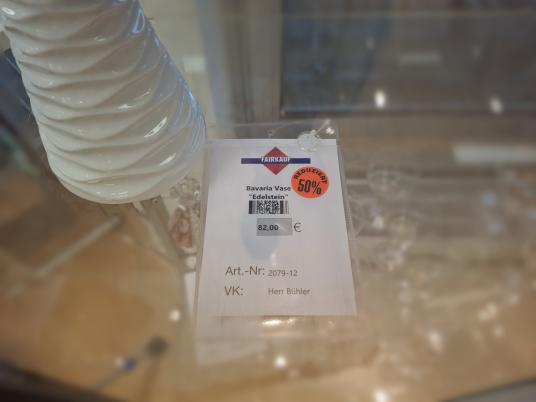 FAIRKAUF
REDUZIERT
50%
Bavaria Vase
"Edelstein"
82,00 €
Art.-Nr: 2079-12
VK: Herr Bühler